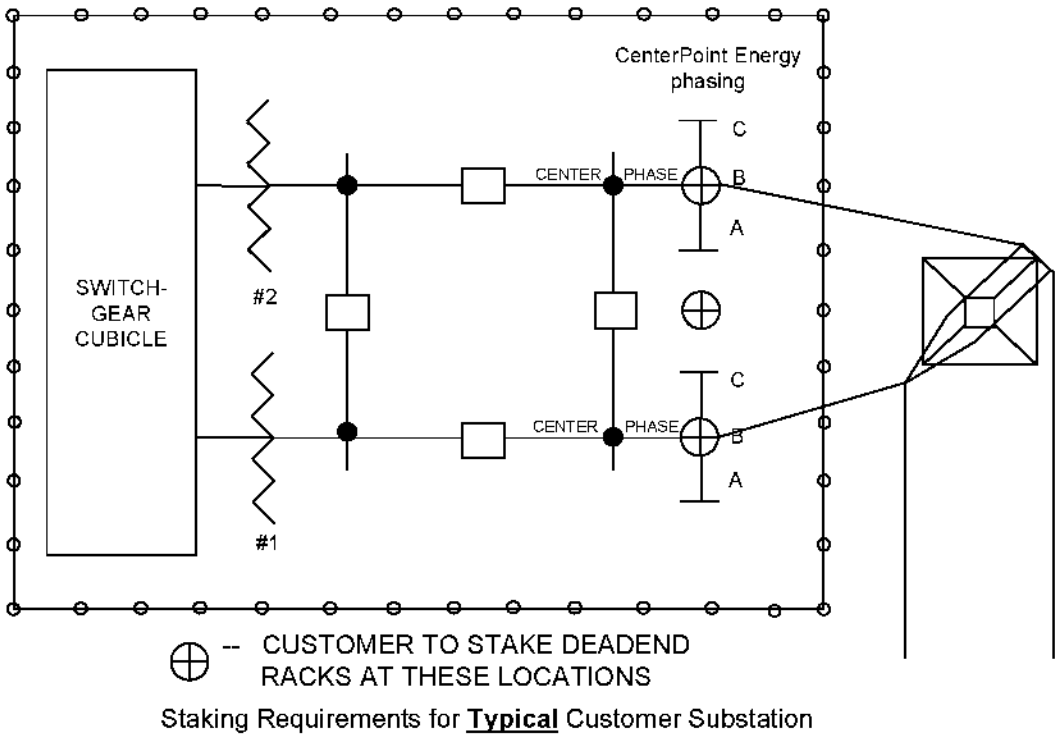 CenterPoint Energy
phasing
C
CENTER PHASE B
A
SWITCH-
GEAR
CUBICLE
#2
C
CENTER PHASE B
A
#1
-- CUSTOMER TO STAKE DEADEND
RACKS AT THESE LOCATIONS
Staking Requirements for Typical Customer Substation